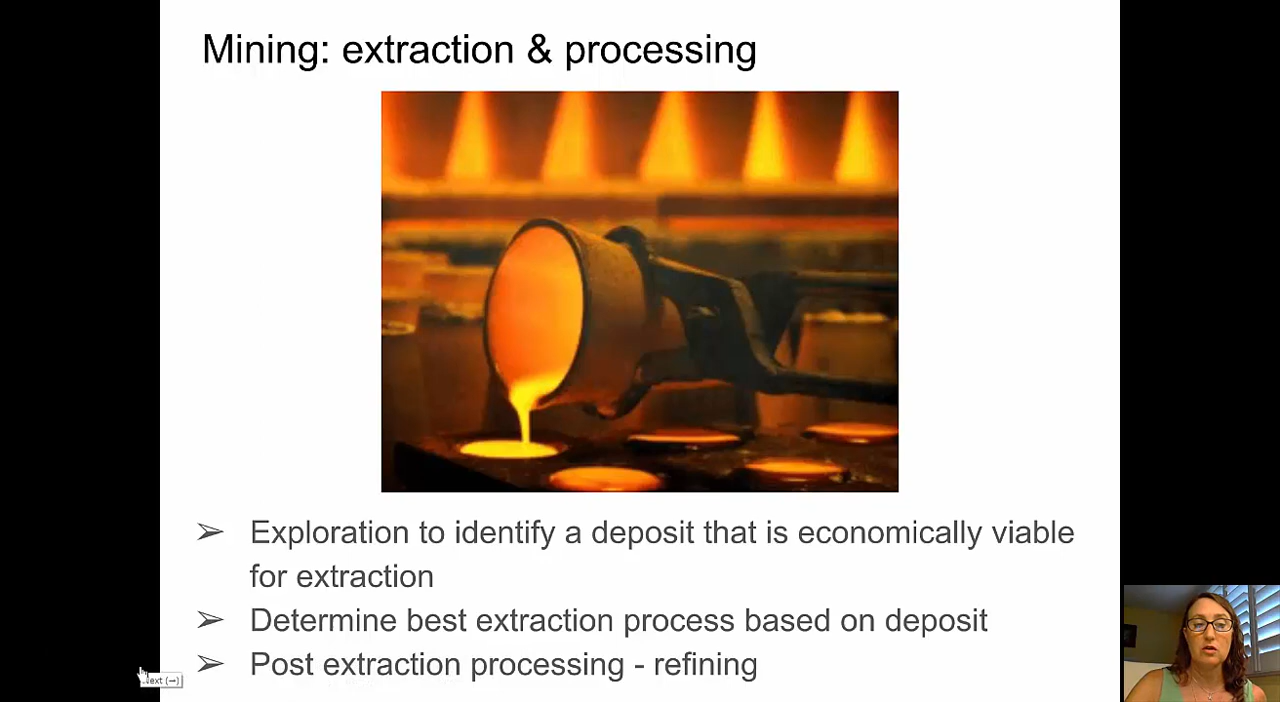 Mining: extraction & processing
➢ Exploration to identify a deposit that is economically viable
for extraction
➢ Determine best extraction process based on deposit
➢ Post extraction processing - refining